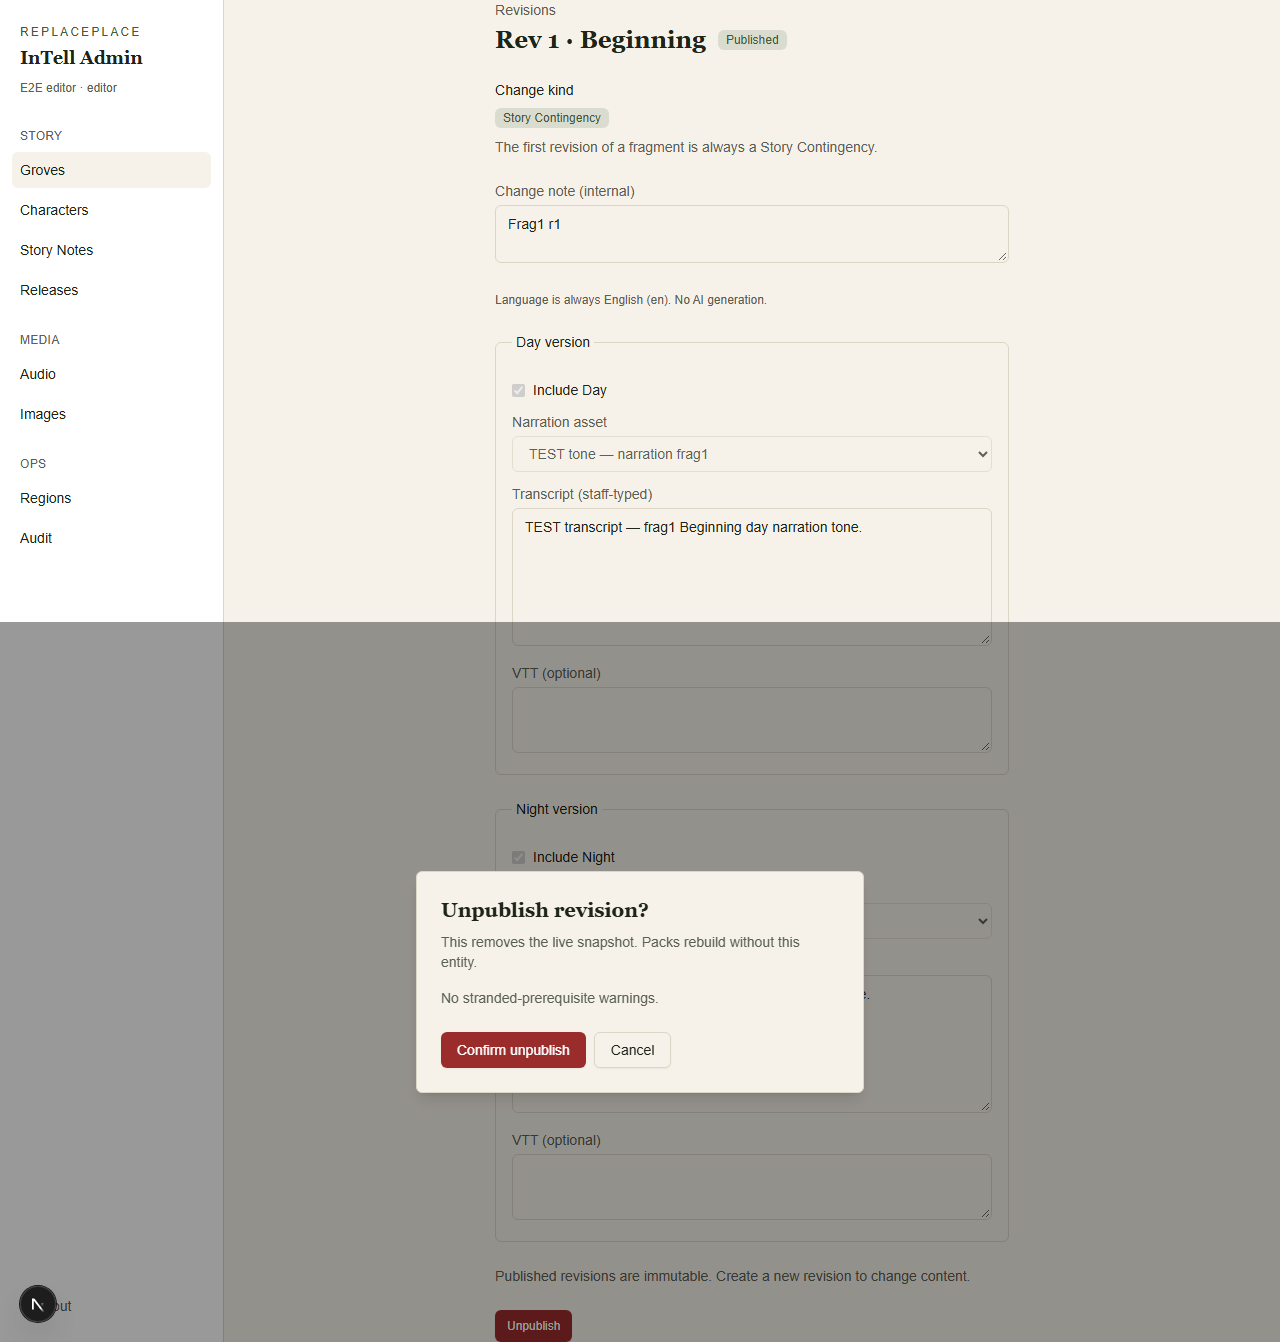 REPLACEPLACE
InTell Admin
E2E editor · editor
STORY
Groves
Characters
Story Notes
Releases
MEDIA
Audio
Images
OPS
Regions
Audit
Revisions
Rev 1 · Beginning
Published
Change kind
Story Contingency
The first revision of a fragment is always a Story Contingency.
Change note (internal)
Frag1 r1
Language is always English (en). No AI generation.
Day version
Include Day
Narration asset
TEST tone — narration frag1
Transcript (staff-typed)
TEST transcript — frag1 Beginning day narration tone.
VTT (optional)
Night version
Include Night
Unpublish revision?
This removes the live snapshot. Packs rebuild without this
entity.
No stranded-prerequisite warnings.
Confirm unpublish
Cancel
VTT (optional)
Published revisions are immutable. Create a new revision to change content.
Unpublish